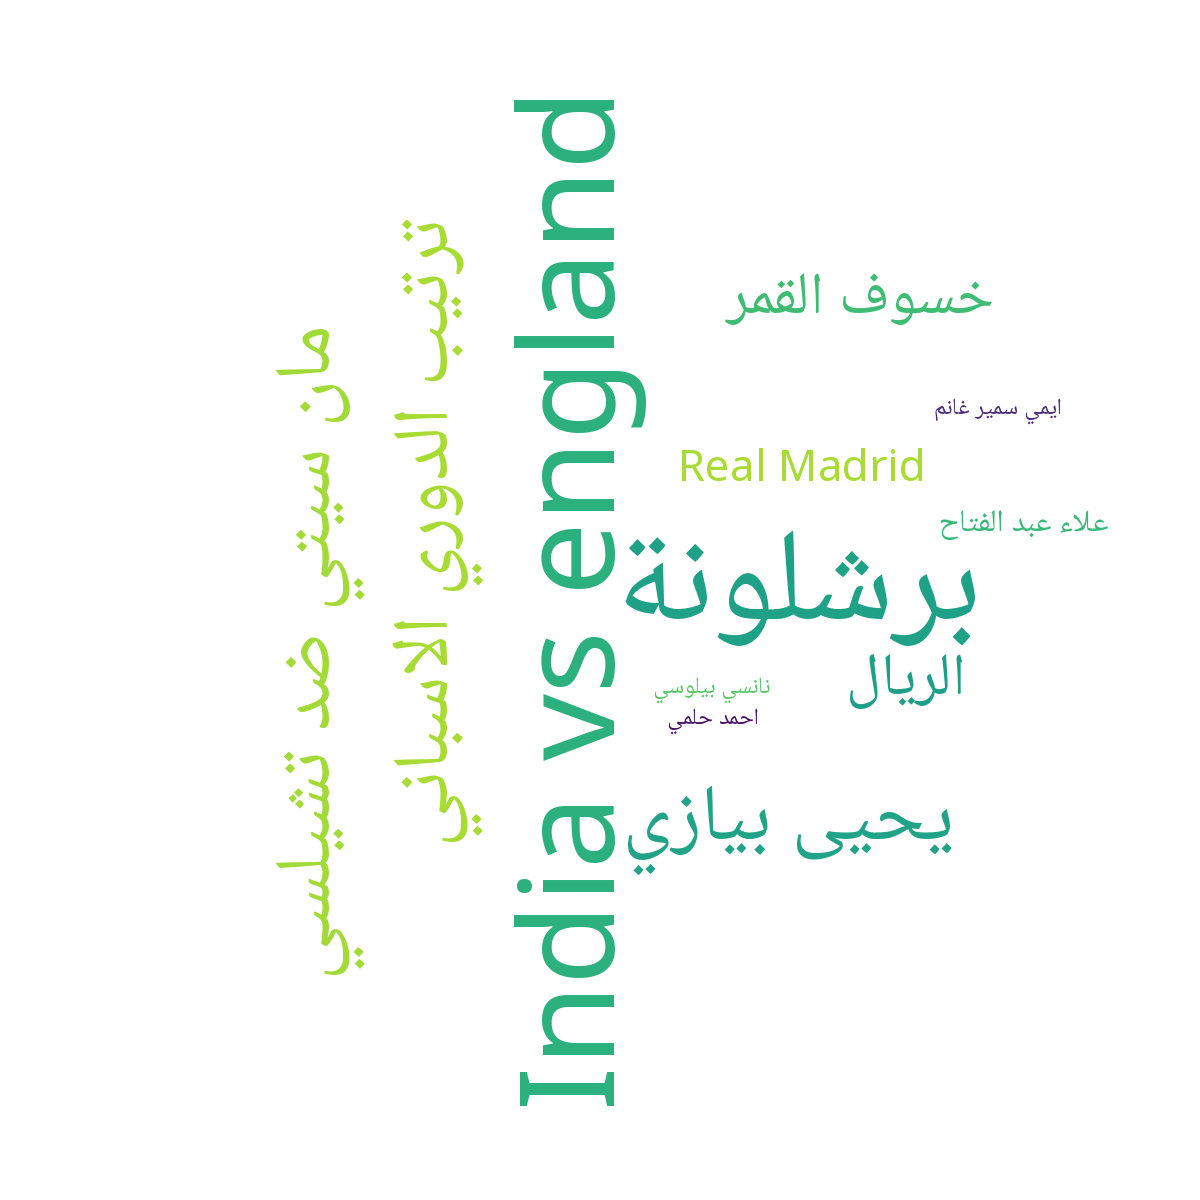 مان سيتي ضد تشيلسي
ترتيب الدوري الاسباني
India vs england
خسوف القمر
ايمي سمير غانم
Real Madrid
علاء عبد الفتاح
برشلونة
الريال
نانسي بيلوسي
احمد حلمي
يحيى بيازي